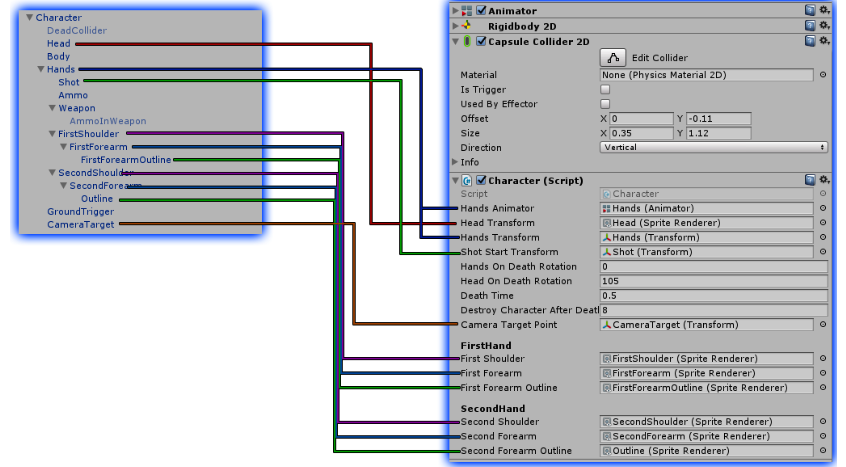 Character
DeadCollider
Head
Body
Hands
Shot
Ammo
Weapon
AmmoInWeapon
FirstShoulder
FirstForearm
FirstForearmOutline
SecondShoulder
SecondForearm
Outline
GroundTrigger
CameraTarget
Animator
Rigidbody 2D
Capsule Collider 2D
Edit Collider
Material None (Physics Material 2D)
Is Trigger
Used By Effector
Offset X 0 Y -0.11
Size X 0.35 Y 1.12
Direction Vertical
Info
Character (Script)
Script Character
Hands Animator Hands (Animator)
Head Transform Head (Sprite Renderer)
Hands Transform Hands (Transform)
Shot Start Transform Shot (Transform)
Hands On Death Rotation 0
Head On Death Rotation 105
Death Time 0.5
Destroy Character After Death 8
Camera Target Point CameraTarget (Transform)
FirstHand
First Shoulder FirstShoulder (Sprite Renderer)
First Forearm FirstForearm (Sprite Renderer)
First Forearm Outline FirstForearmOutline (Sprite Renderer)
SecondHand
Second Shoulder SecondShoulder (Sprite Renderer)
Second Forearm SecondForearm (Sprite Renderer)
Second Forearm Outline Outline (Sprite Renderer)